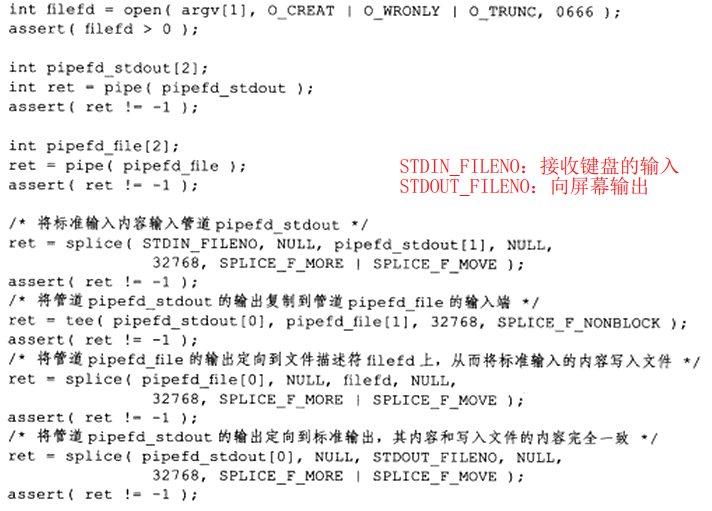 int filefd = open( argv[1], O_CREAT | O_WRONLY | O_TRUNC, 0666 );
assert( filefd > 0 );
int pipefd_stdout[2];
int ret = pipe( pipefd_stdout );
assert( ret != -1 );
int pipefd_file[2];
ret = pipe( pipefd_file );
assert( ret != -1 );
STDIN_FILENO: 接收键盘的输入
STDOUT_FILENO: 向屏幕输出
/* 将标准输入内容输入管道 pipefd_stdout */
ret = splice( STDIN_FILENO, NULL, pipefd_stdout[1], NULL,
32768, SPLICE_F_MORE | SPLICE_F_MOVE );
assert( ret != -1 );
/* 将管道 pipefd_stdout 的输出复制到管道 pipefd_file 的输入端 */
ret = tee( pipefd_stdout[0], pipefd_file[1], 32768, SPLICE_F_NONBLOCK );
assert( ret != -1 );
/* 将管道 pipefd_file 的输出定向到文件描述符 filefd 上，从而将标准输入的内容写入文件 */
ret = splice( pipefd_file[0], NULL, filefd, NULL,
32768, SPLICE_F_MORE | SPLICE_F_MOVE );
assert( ret != -1 );
/* 将管道 pipefd_stdout 的输出定向到标准输出，其内容和写入文件的内容完全一致 */
ret = splice( pipefd_stdout[0], NULL, STDOUT_FILENO, NULL,
32768, SPLICE_F_MORE | SPLICE_F_MOVE );
assert( ret != -1 );